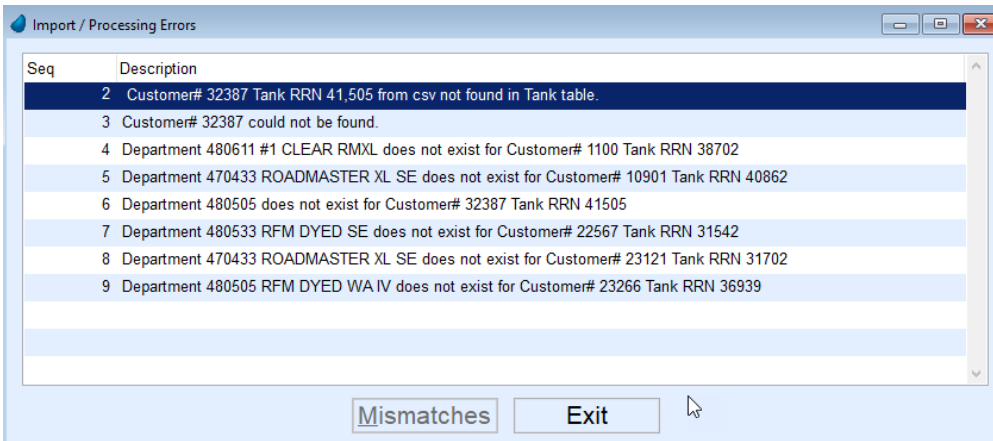 Import / Processing Errors
Seq Description
2 Customer# 32387 Tank RRN 41,505 from csv not found in Tank table.
3 Customer# 32387 could not be found.
4 Department 480611 #1 CLEAR RMXL does not exist for Customer# 1100 Tank RRN 38702
5 Department 470433 ROADMASTER XL SE does not exist for Customer# 10901 Tank RRN 40862
6 Department 480505 does not exist for Customer# 32387 Tank RRN 41505
7 Department 480533 RFM DYED SE does not exist for Customer# 22567 Tank RRN 31542
8 Department 470433 ROADMASTER XL SE does not exist for Customer# 23121 Tank RRN 31702
9 Department 480505 RFM DYED WA IV does not exist for Customer# 23266 Tank RRN 36939
Mismatches Exit